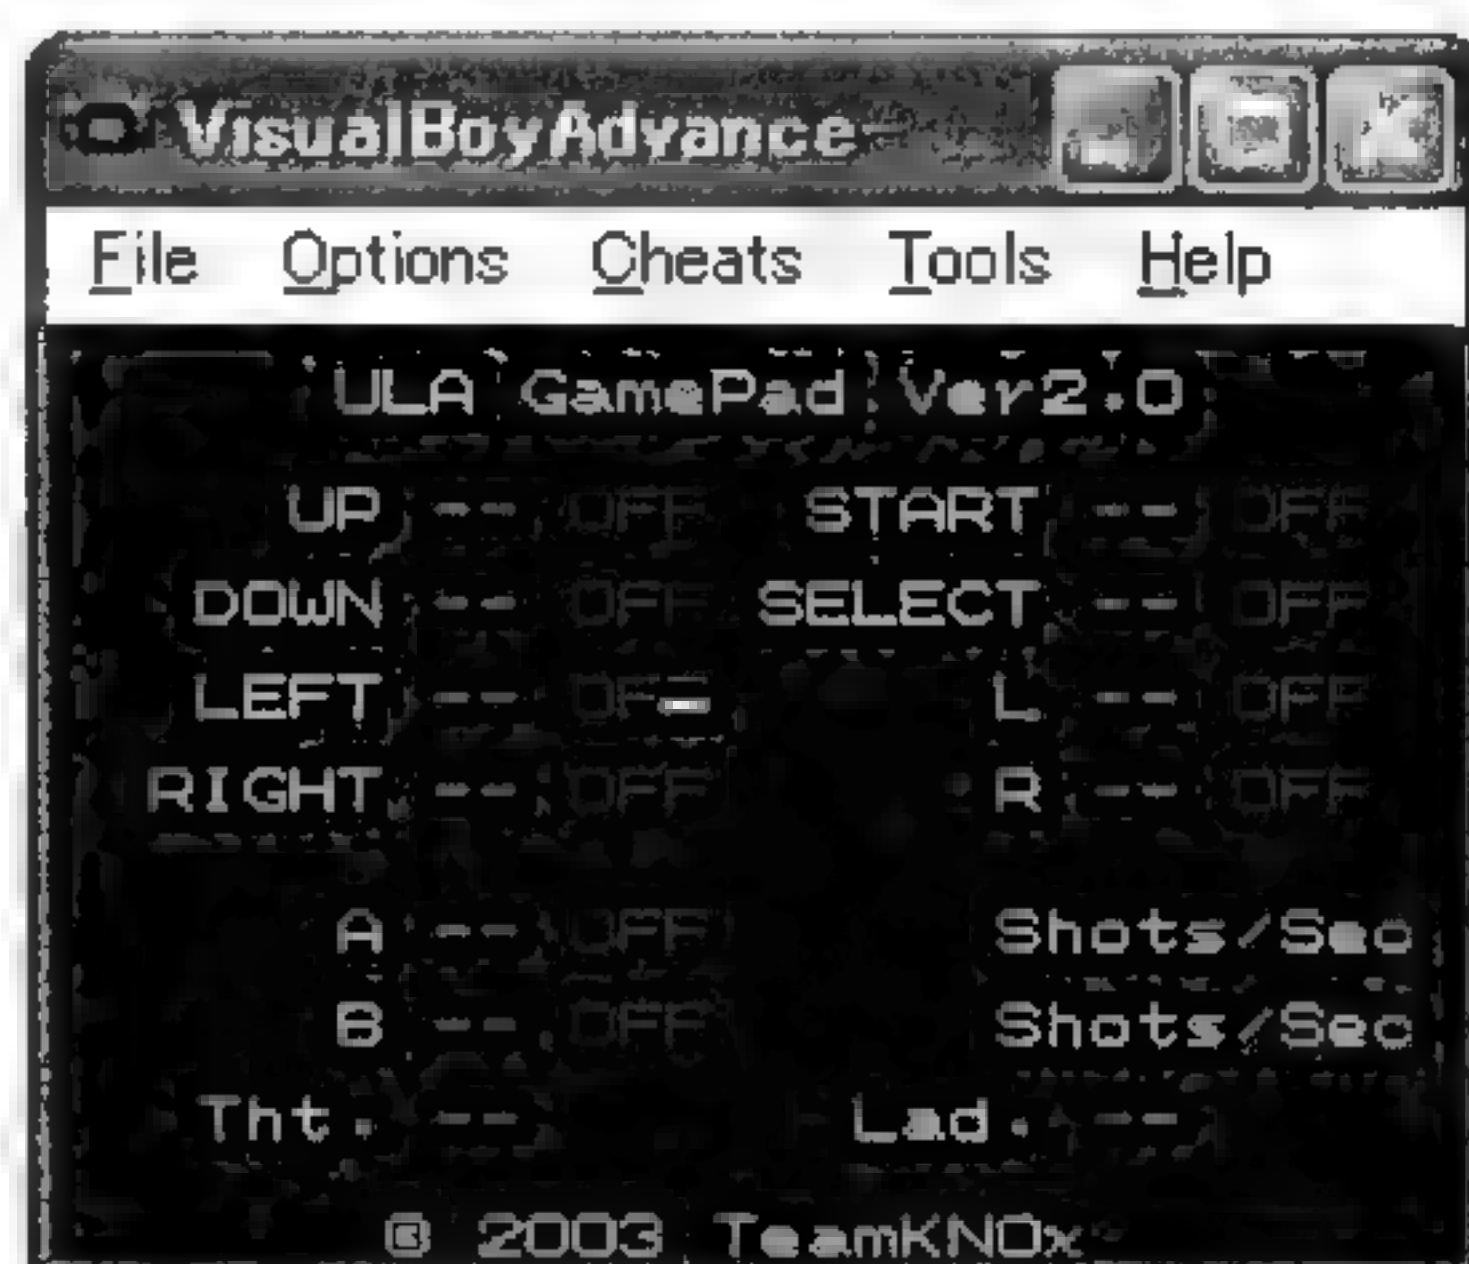 VisualBoyAdvance-
File Options Cheats Tools Help
ULA GamePad Ver2.0
UP -- OFF START -- OFF
DOWN -- OFF SELECT -- OFF
LEFT -- OFF L -- OFF
RIGHT -- OFF R -- OFF
A -- OFF Shots/Sec
B -- OFF Shots/Sec
Tht. -- Lad. --
© 2003 TeamKNOx